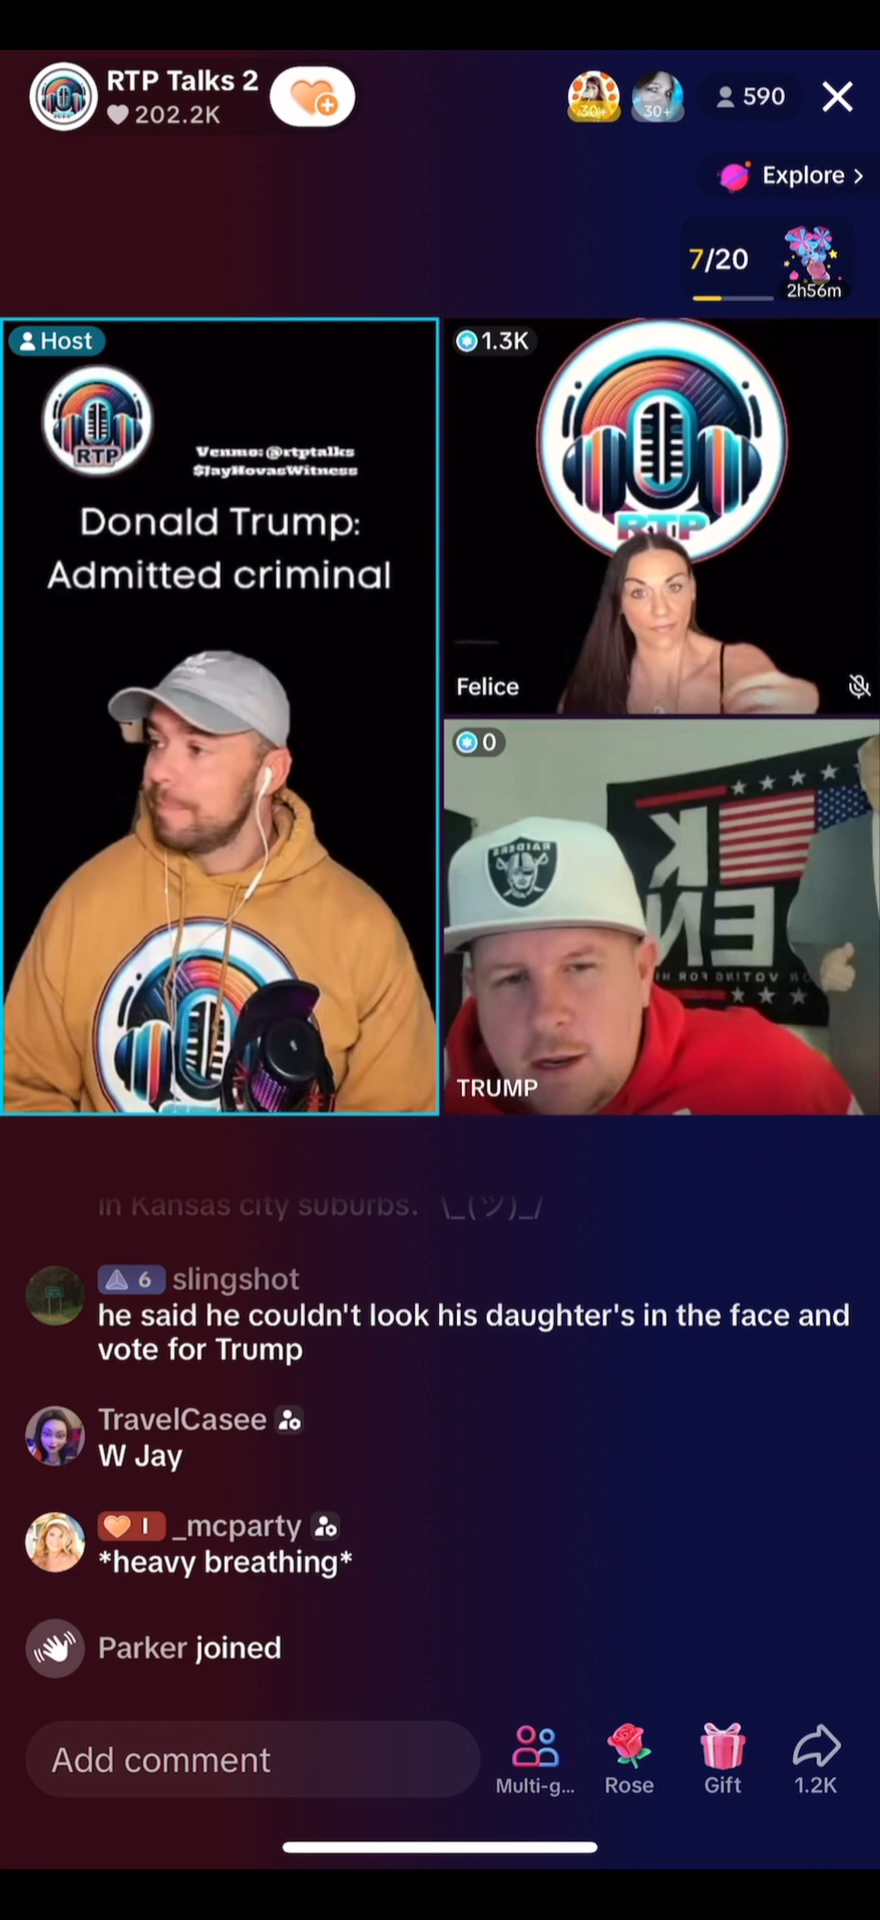 RTP Talks 2
202.2K
30+
30+
590
Explore >
7/20
2h56m
Host
RTP
Venmo: @rtptalks
$JayHovasWitness
Donald Trump:
Admitted criminal
1.3K
RTP
Felice
0
RAIDERS
TRUMP
in Kansas city suburbs. \_(ツ)_/
6 slingshot
he said he couldn't look his daughter's in the face and
vote for Trump
TravelCasee
W Jay
I _mcparty
*heavy breathing*
Parker joined
Add comment
Multi-g...
Rose
Gift
1.2K